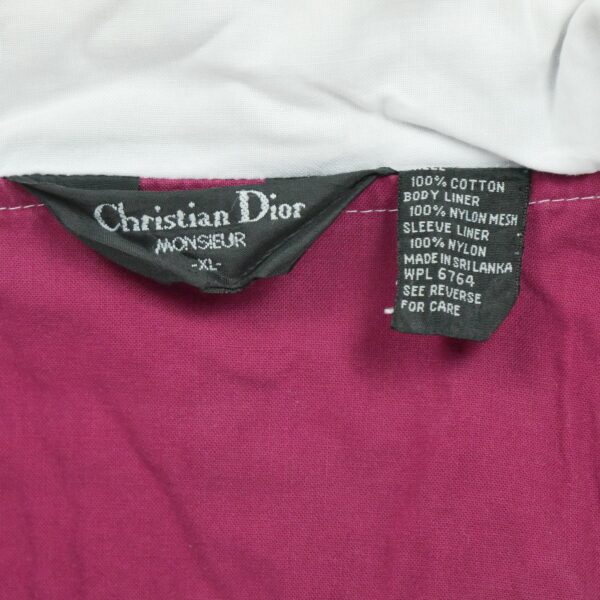 Christian Dior
MONSIEUR
-XL-
100% COTTON
BODY LINER
100% NYLON MESH
SLEEVE LINER
100% NYLON
MADE IN SRI LANKA
WPL 6764
SEE REVERSE
FOR CARE